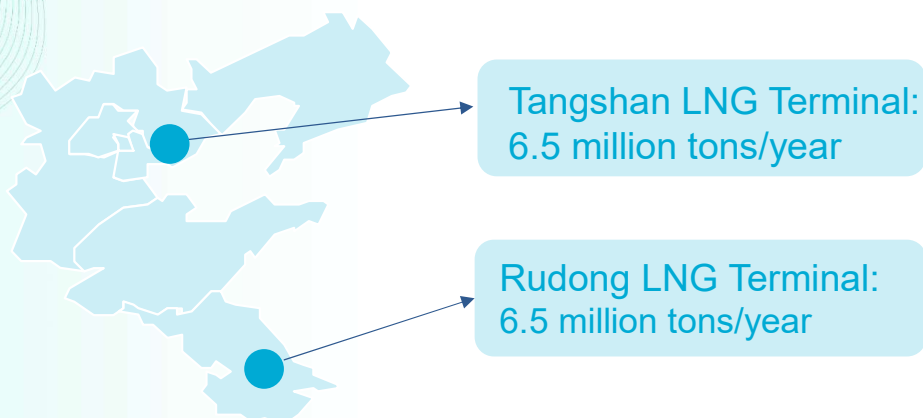 Tangshan LNG Terminal:
6.5 million tons/year
Rudong LNG Terminal:
6.5 million tons/year